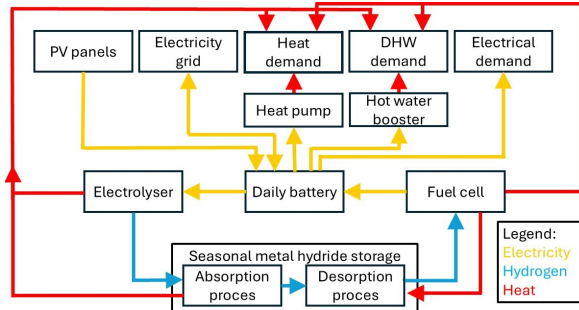 PV panels
Electricity
grid
Heat
demand
DHW
demand
Electrical
demand
Heat pump
Hot water
booster
Electrolyser
Daily battery
Fuel cell
Seasonal metal hydride storage
Absorption
proces
Desorption
proces
Legend:
Electricity
Hydrogen
Heat